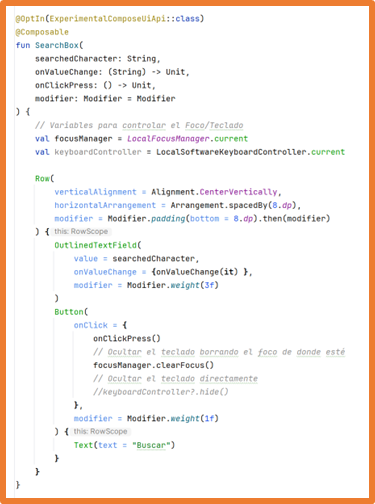 @OptIn(ExperimentalComposeUiApi::class)
@Composable
fun SearchBox(
    searchedCharacter: String,
    onValueChange: (String) -> Unit,
    onClickPress: () -> Unit,
    modifier: Modifier = Modifier
) {
    // Variables para controlar el Foco/Teclado
    val focusManager = LocalFocusManager.current
    val keyboardController = LocalSoftwareKeyboardController.current
    Row(
        verticalAlignment = Alignment.CenterVertically,
        horizontalArrangement = Arrangement.spacedBy(8.dp),
        modifier = Modifier.padding(bottom = 8.dp).then(modifier)
    ) { this: RowScope
        OutlinedTextField(
            value = searchedCharacter,
            onValueChange = {onValueChange(it) },
            modifier = Modifier.weight(3f)
        )
        Button(
            onClick = {
                onClickPress()
                // Ocultar el teclado borrando el foco de donde esté
                focusManager.clearFocus()
                // Ocultar el teclado directamente
                //keyboardController?.hide()
            },
            modifier = Modifier.weight(1f)
        ) { this: RowScope
            Text(text = "Buscar")
        }
    }
}